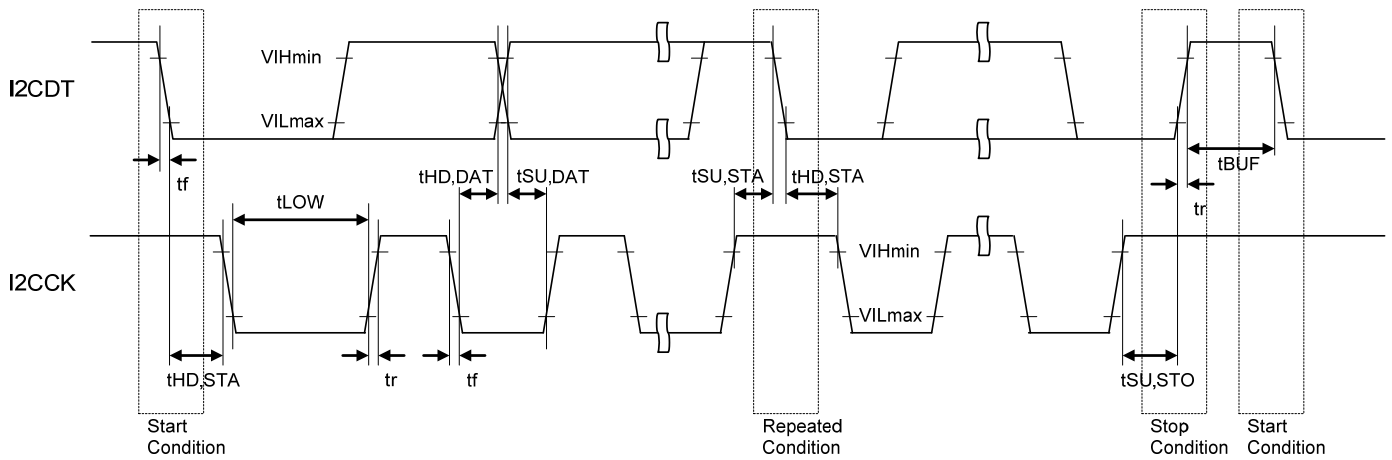 I2CDT
VIHmin
VILmax
tf
tHD,DAT
tSU,DAT
tSU,STA
tHD,STA
tBUF
tr
tLOW
I2CCK
VIHmin
VILmax
tHD,STA
tr
tf
tSU,STO
Start
Condition
Repeated
Condition
Stop
Condition
Start
Condition